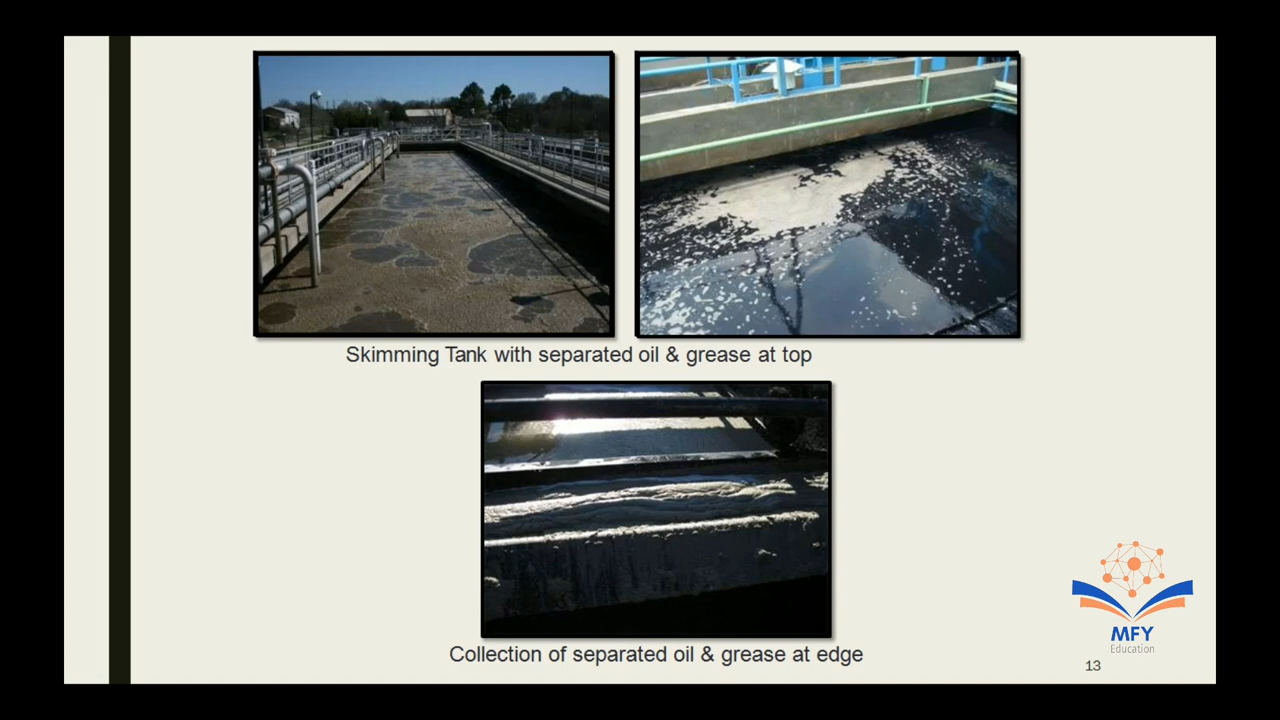 Skimming Tank with separated oil & grease at top
Collection of separated oil & grease at edge
MFY
Education
13